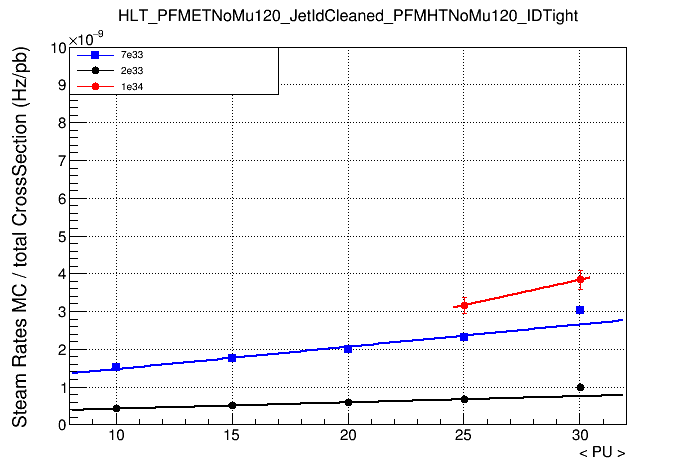 HLT_PFMETNoMu120_JetIdCleaned_PFMHTNoMu120_IDTight
×10⁻⁹
7e33
2e33
1e34
Steam Rates MC / total CrossSection (Hz/pb)
10
9
8
7
6
5
4
3
2
1
0
10 15 20 25 30
< PU >